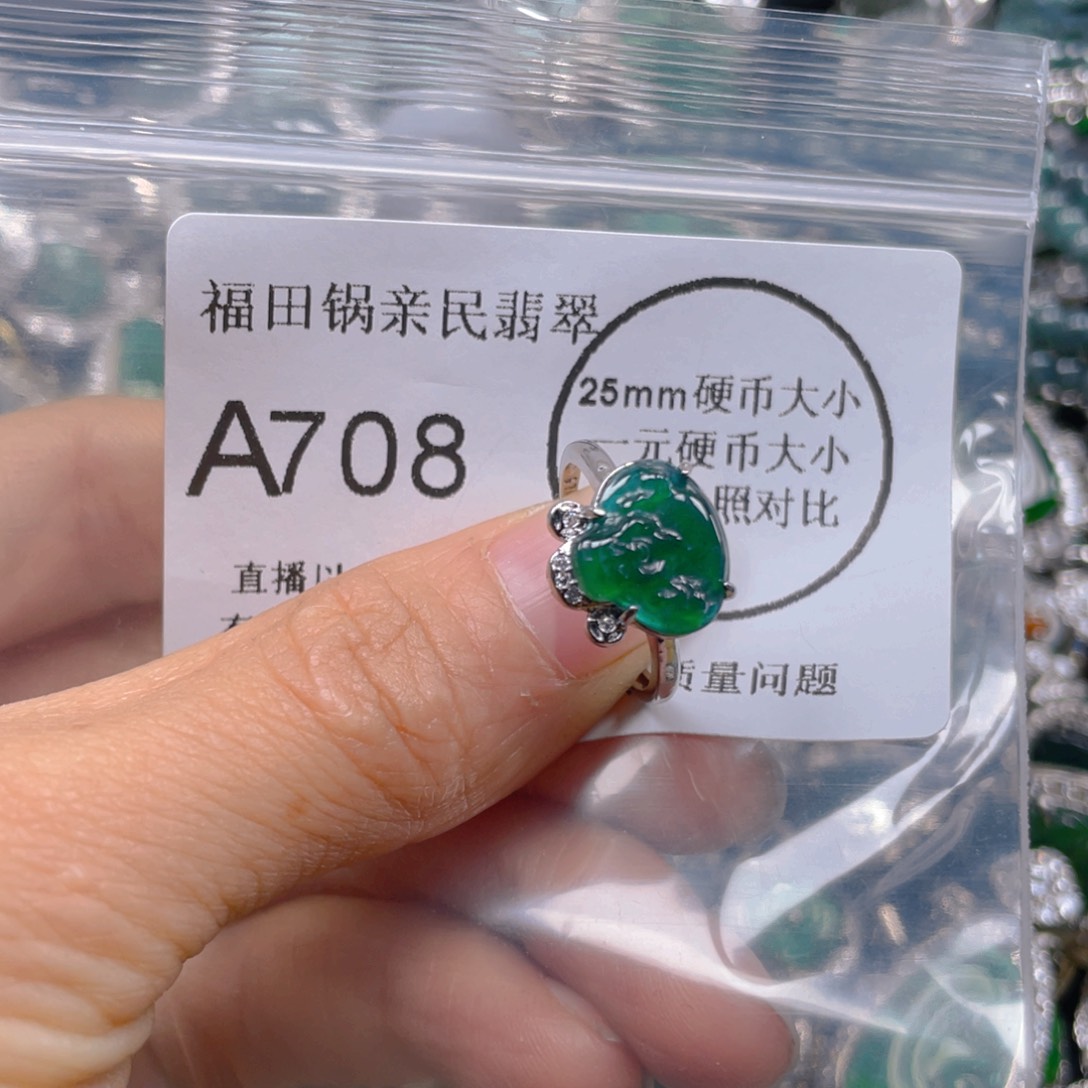 福田锅亲民翡翠
A708
25mm硬币大小
一元硬币大小
照对比
直播以
质量问题